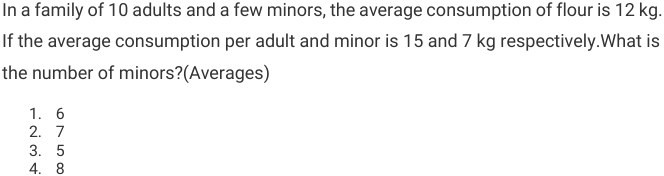 In a family of 10 adults and a few minors, the average consumption of flour is 12 kg.
If the average consumption per adult and minor is 15 and 7 kg respectively.What is
the number of minors?(Averages)
1. 6
2. 7
3. 5
4. 8